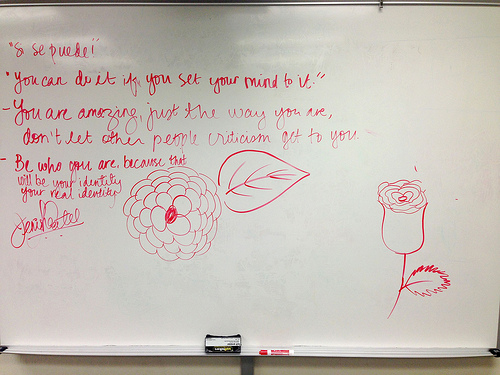 "Si se puede!"
"You can do it if you set your mind to it."
- You are amazing, just the way you are,
don't let other people criticism get to you
- Be who you are, because that
will be your identity
your real identity